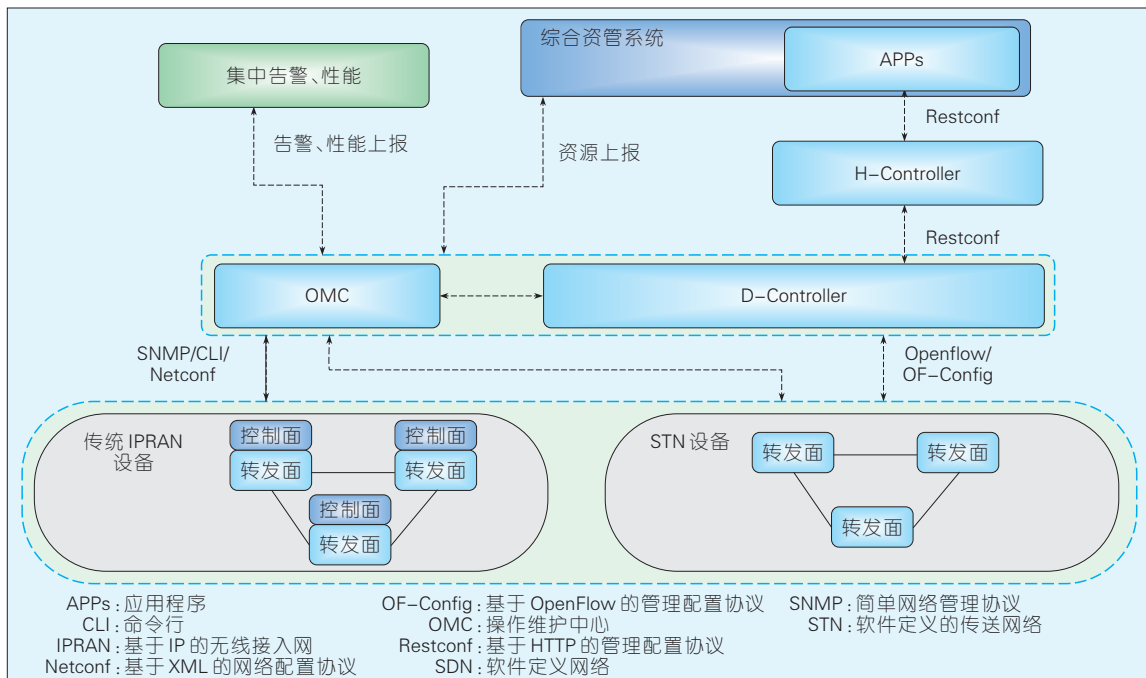 综合资管系统
APPs
集中告警、性能
Restconf
告警、性能上报
资源上报
H-Controller
Restconf
OMC
D-Controller
SNMP/CLI/
Netconf
Openflow/
OF-Config
传统 IPRAN
设备
控制面
转发面
控制面
转发面
控制面
转发面
STN 设备
转发面
转发面
转发面
APPs：应用程序
CLI：命令行
IPRAN：基于 IP 的无线接入网
Netconf：基于 XML 的网络配置协议
OF-Config：基于 OpenFlow 的管理配置协议
OMC：操作维护中心
Restconf：基于 HTTP 的管理配置协议
SDN：软件定义网络
SNMP：简单网络管理协议
STN：软件定义的传送网络